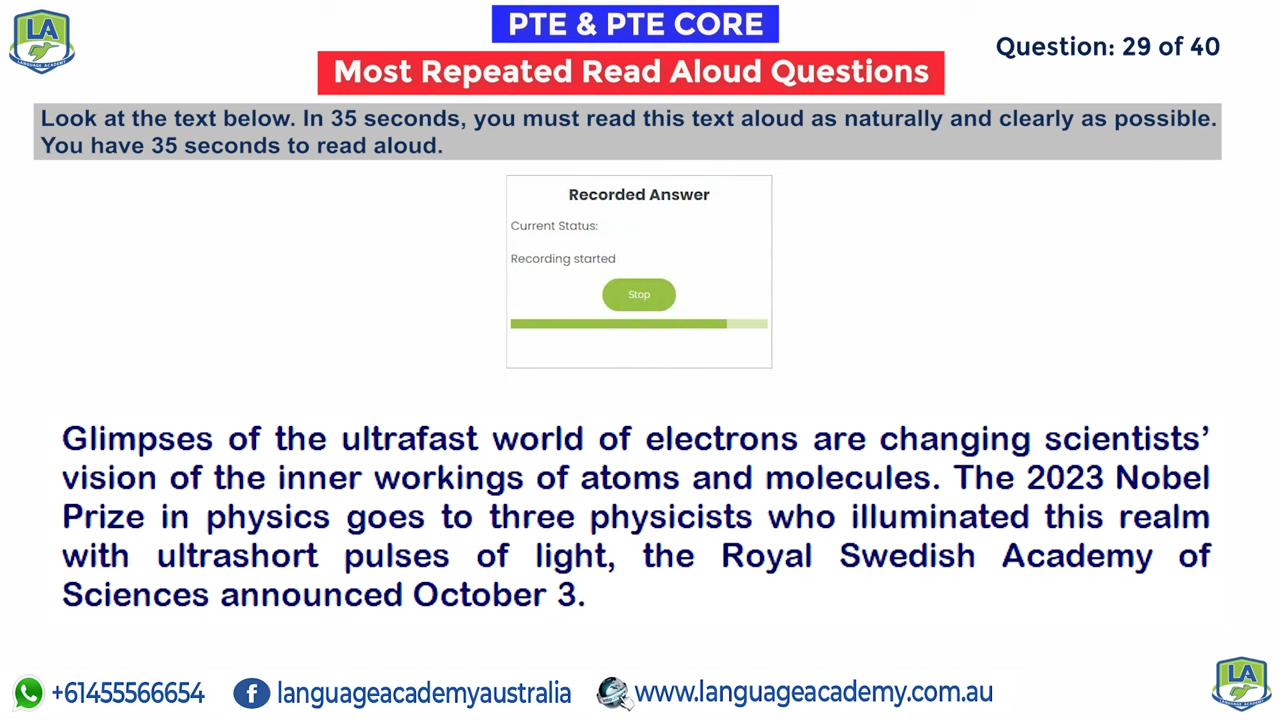 LA
LANGUAGE ACADEMY
PTE & PTE CORE
Most Repeated Read Aloud Questions
Question: 29 of 40
Look at the text below. In 35 seconds, you must read this text aloud as naturally and clearly as possible.
You have 35 seconds to read aloud.
Recorded Answer
Current Status:
Recording started
Stop
Glimpses of the ultrafast world of electrons are changing scientists’
vision of the inner workings of atoms and molecules. The 2023 Nobel
Prize in physics goes to three physicists who illuminated this realm
with ultrashort pulses of light, the Royal Swedish Academy of
Sciences announced October 3.
+61455566654
languageacademyaustralia
www.languageacademy.com.au
LA